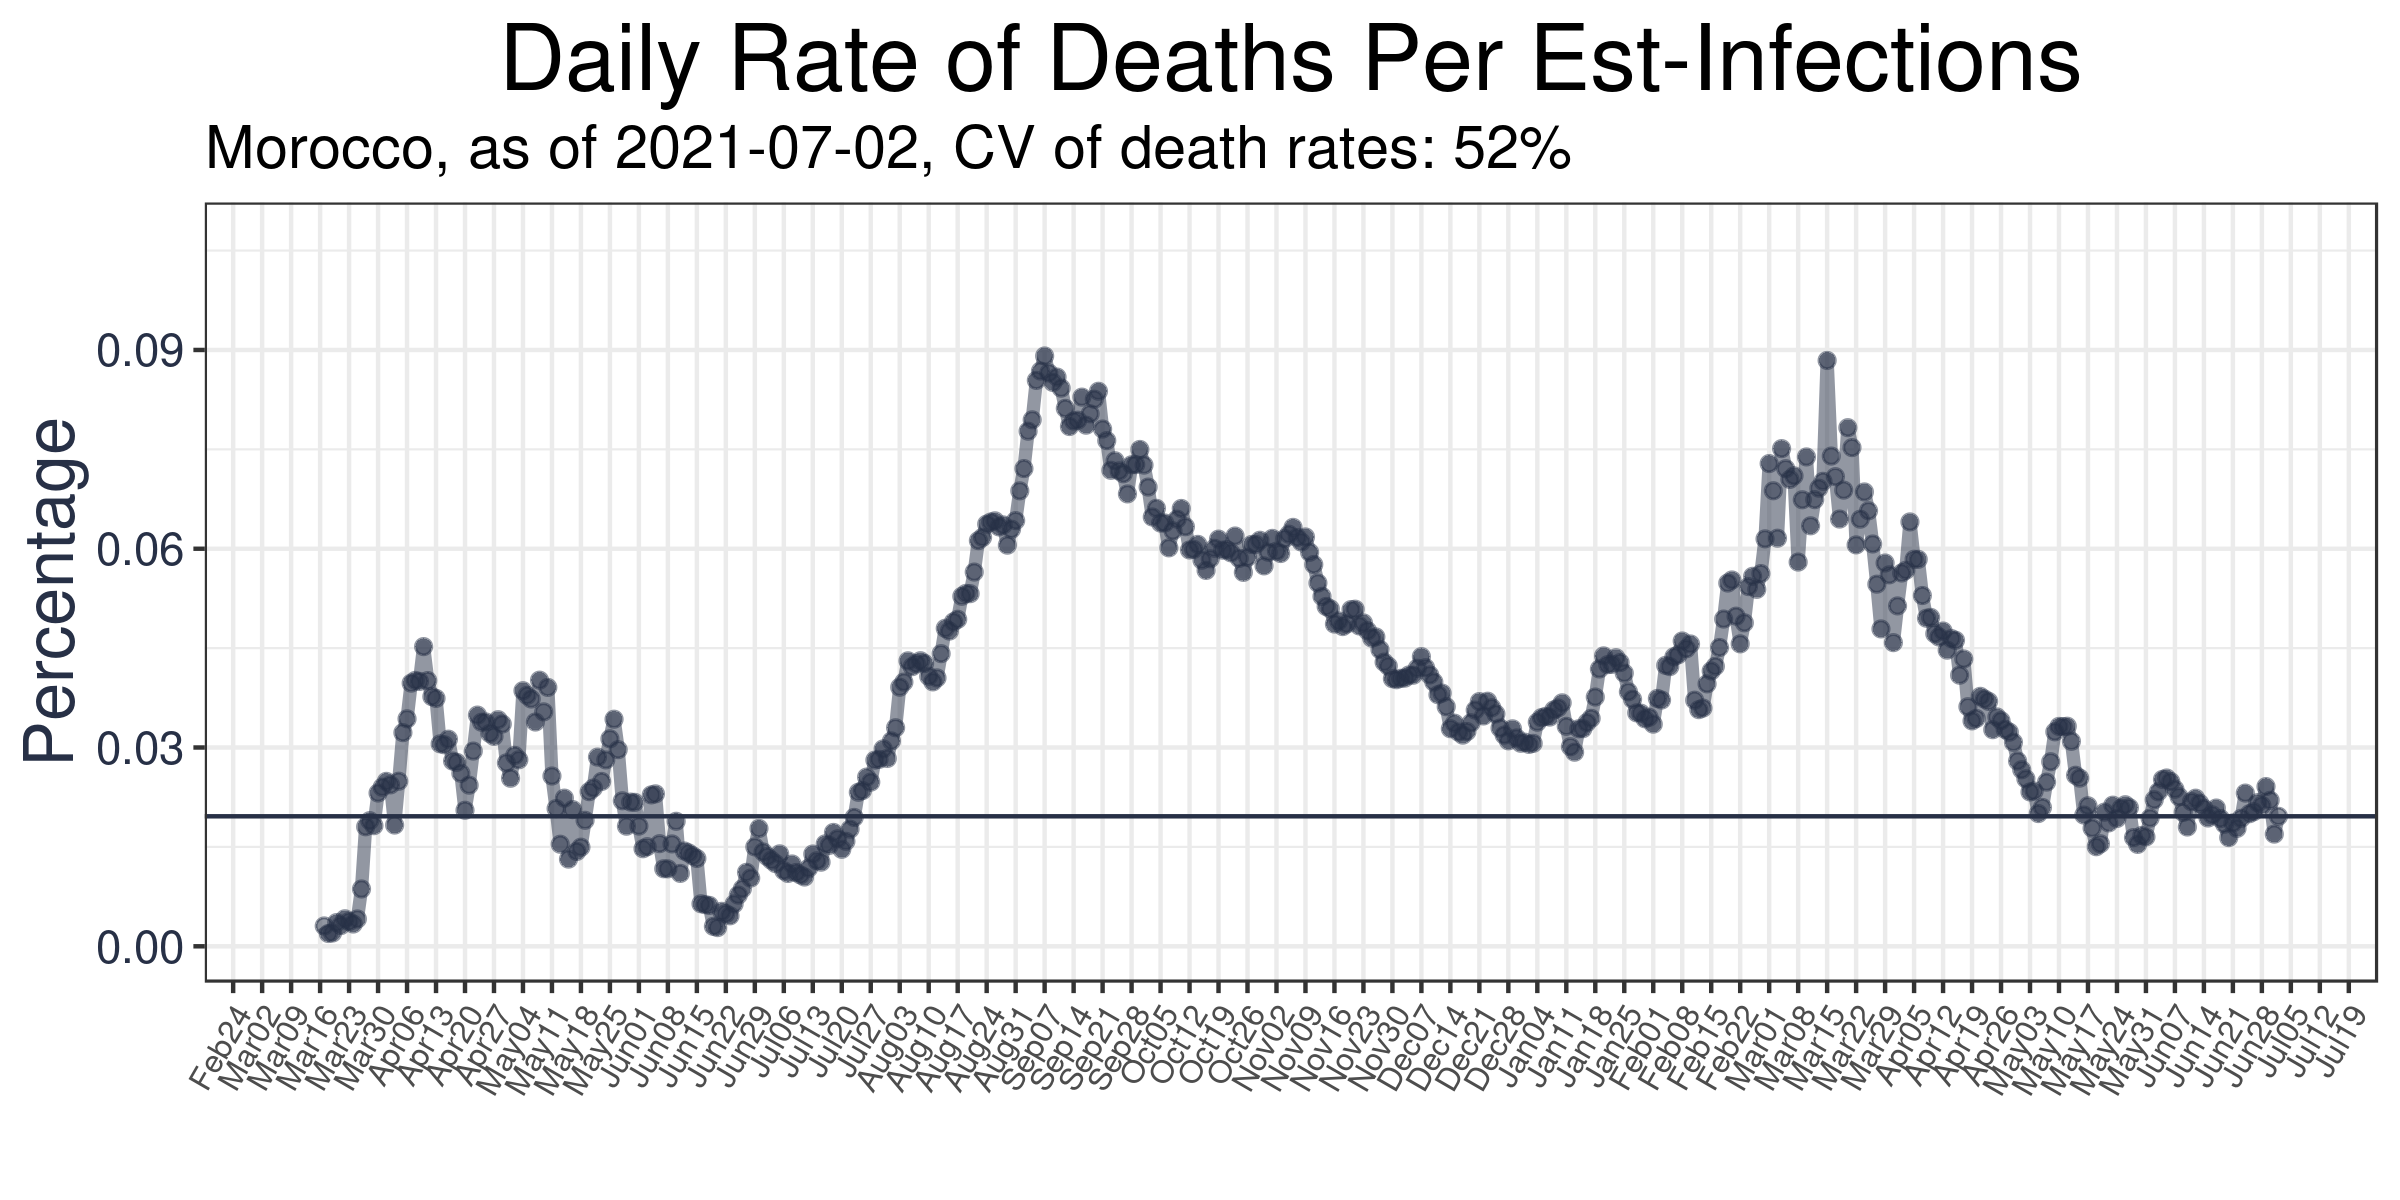 Daily Rate of Deaths Per Est-Infections
Morocco, as of 2021-07-02, CV of death rates: 52%
Percentage
0.09
0.06
0.03
0.00
Feb24
Mar02
Mar09
Mar16
Mar23
Mar30
Apr06
Apr13
Apr20
Apr27
May04
May11
May18
May25
Jun01
Jun08
Jun15
Jun22
Jun29
Jul06
Jul13
Jul20
Jul27
Aug03
Aug10
Aug17
Aug24
Aug31
Sep07
Sep14
Sep21
Sep28
Oct05
Oct12
Oct19
Oct26
Nov02
Nov09
Nov16
Nov23
Nov30
Dec07
Dec14
Dec21
Dec28
Jan04
Jan11
Jan18
Jan25
Feb01
Feb08
Feb15
Feb22
Mar01
Mar08
Mar15
Mar22
Mar29
Apr05
Apr12
Apr19
Apr26
May03
May10
May17
May24
May31
Jun07
Jun14
Jun21
Jun28
Jul05
Jul12
Jul19